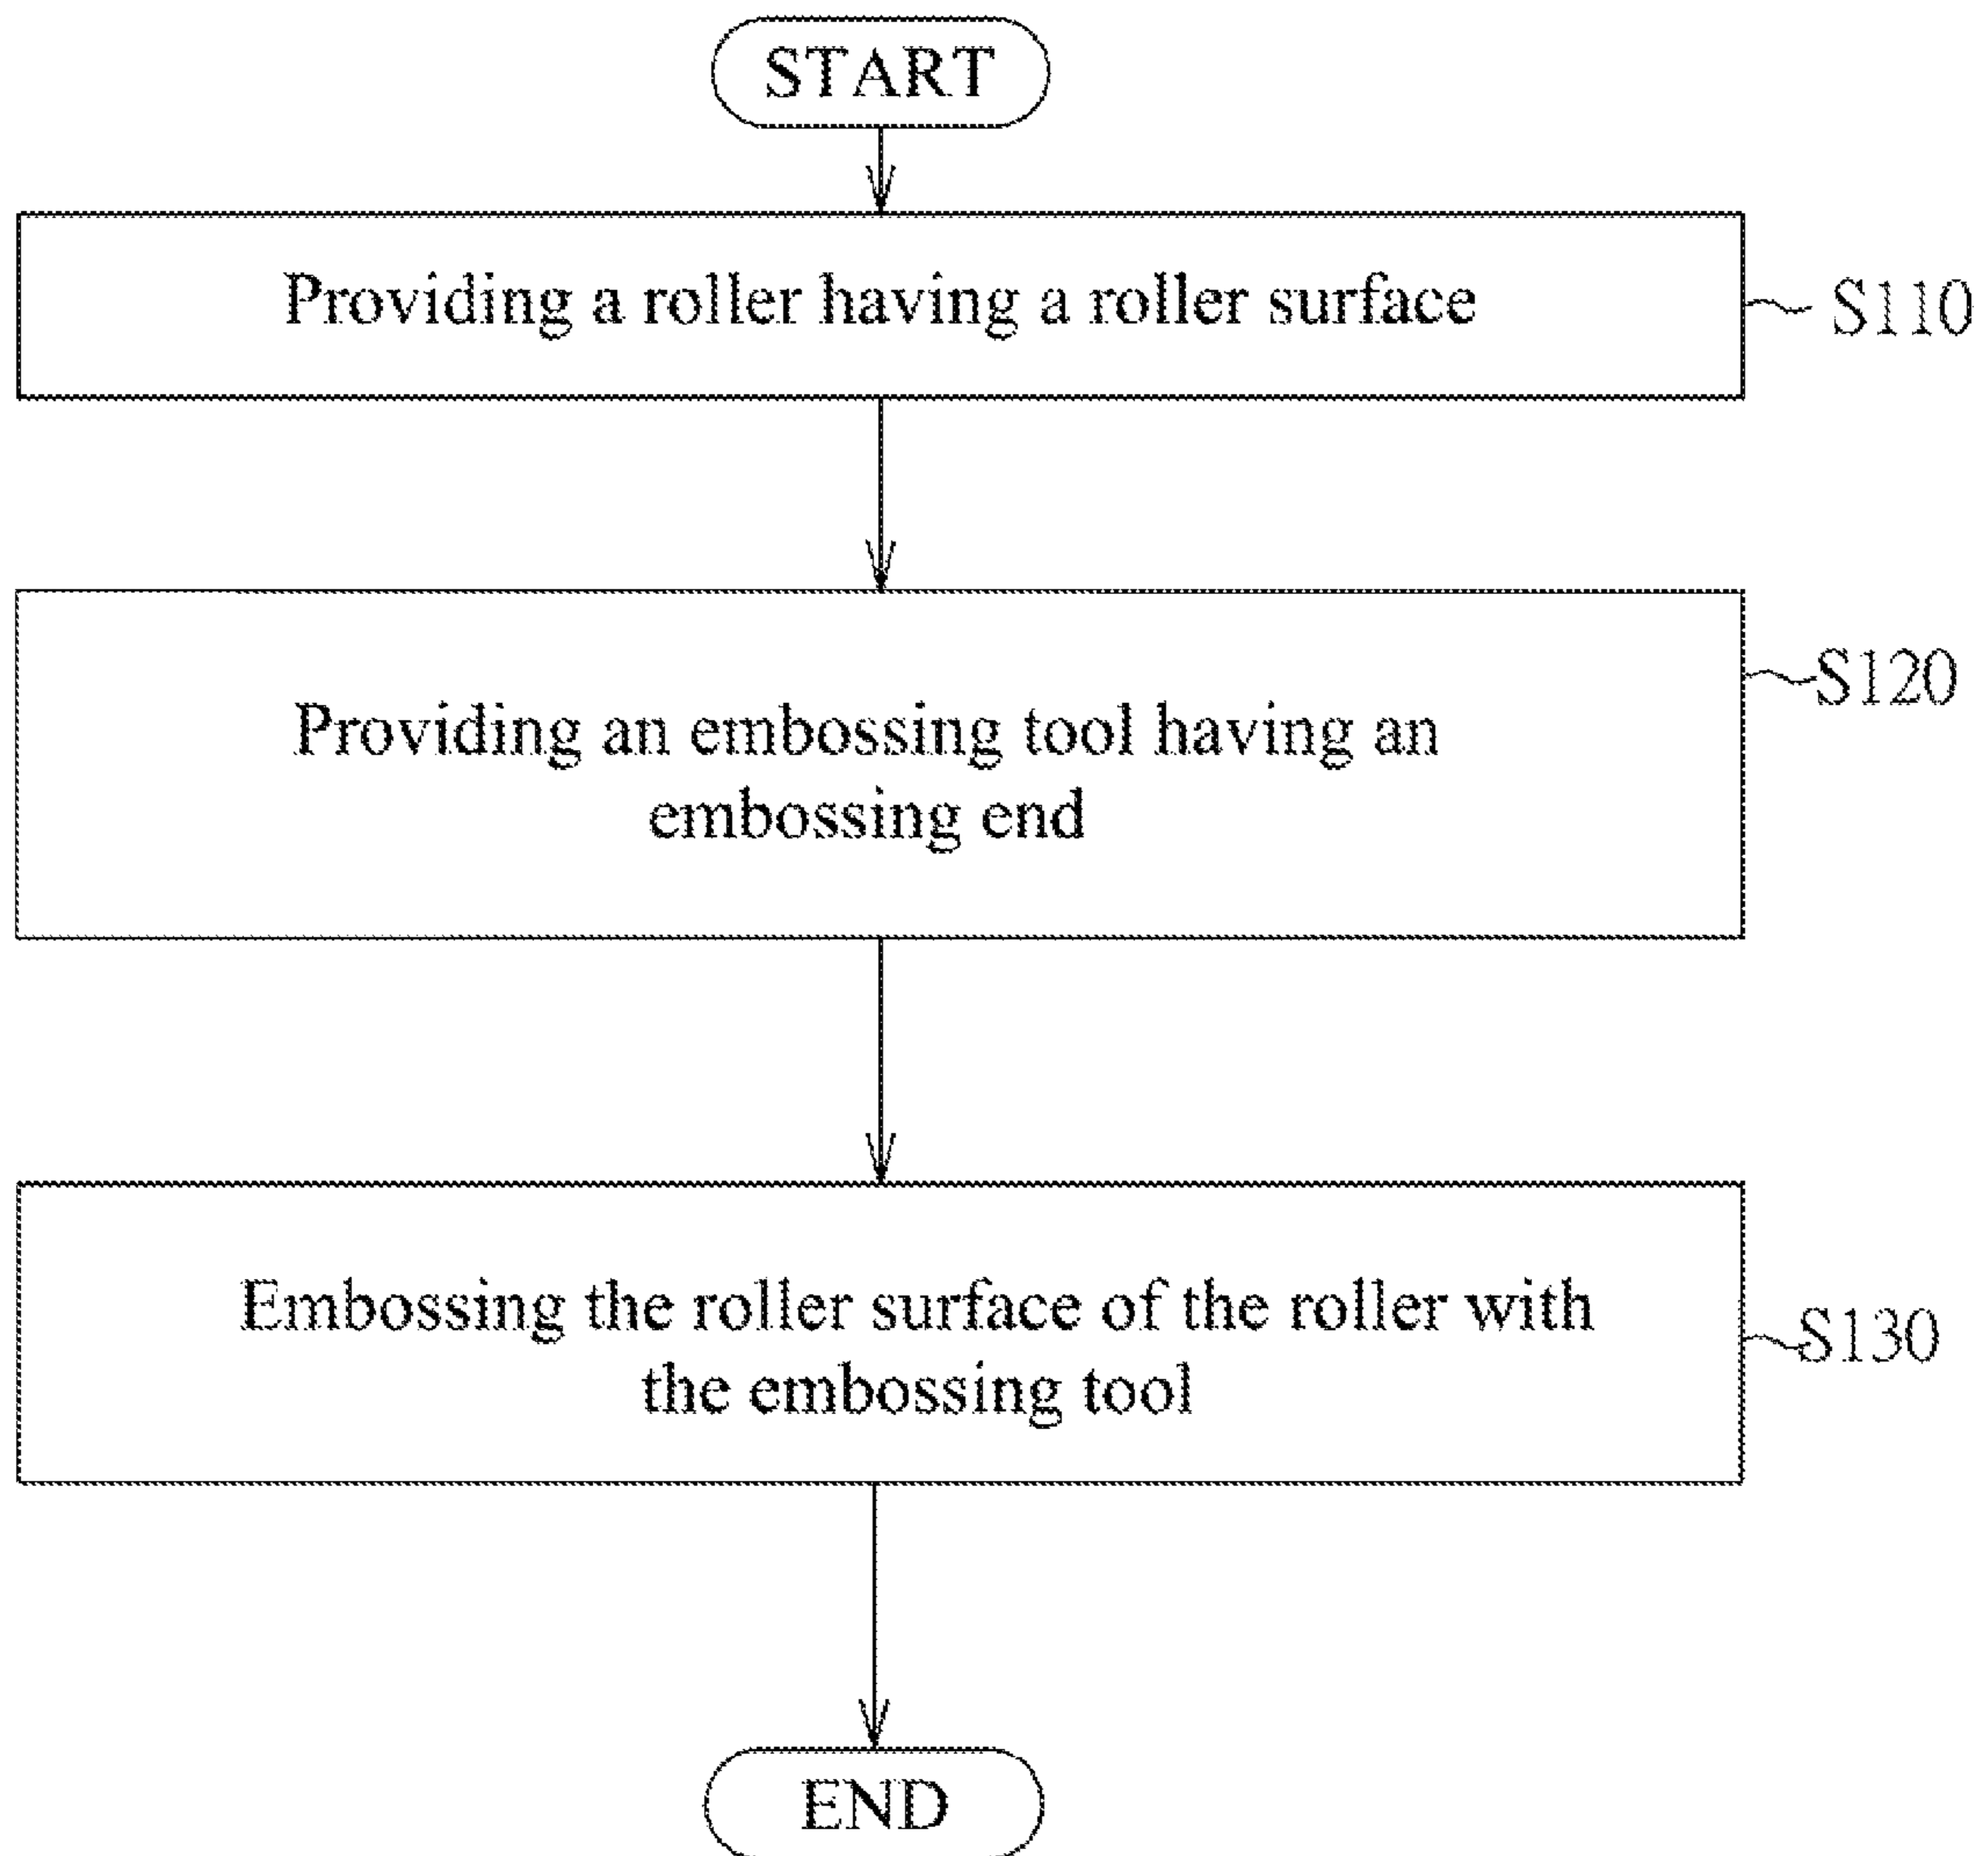 START
Providing a roller having a roller surface
S110
Providing an embossing tool having an
embossing end
S120
Embossing the roller surface of the roller with
the embossing tool
S130
END